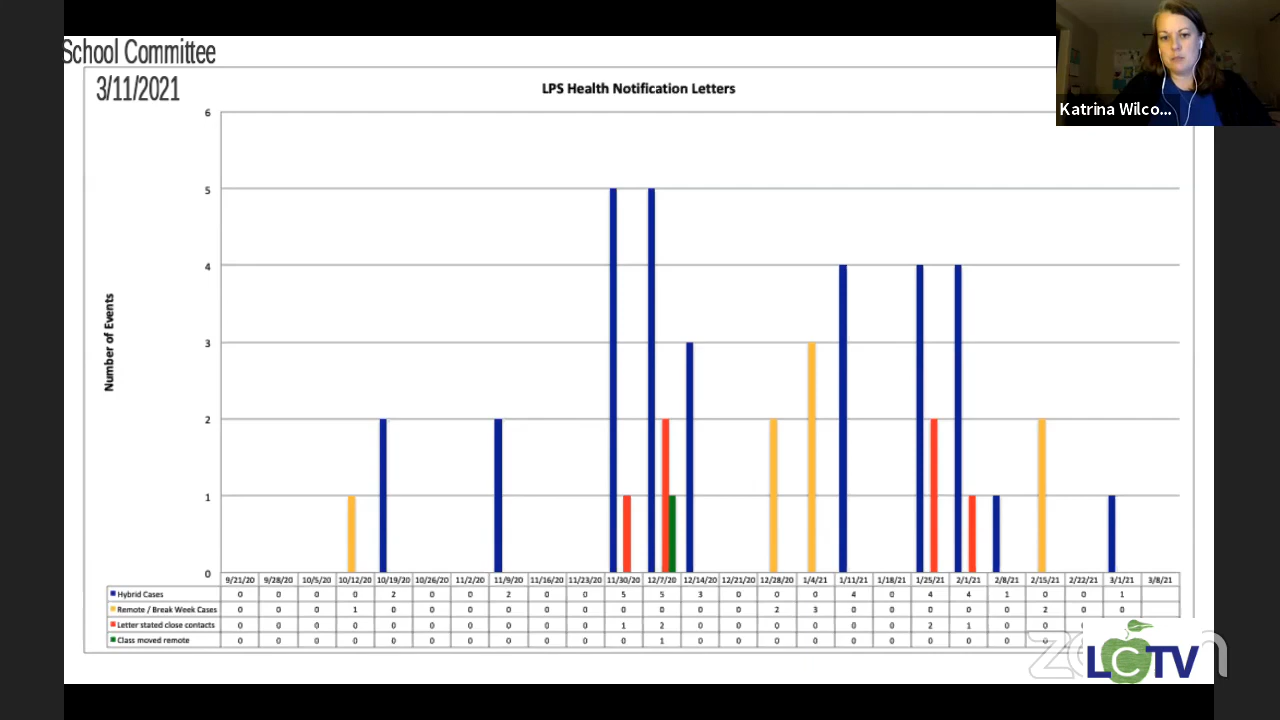 School Committee
3/11/2021
LPS Health Notification Letters
Katrina Wilco...
Number of Events
6
5
4
3
2
1
0
9/21/20 9/28/20 10/5/20 10/12/20 10/19/20 10/26/20 11/2/20 11/9/20 11/16/20 11/23/20 11/30/20 12/7/20 12/14/20 12/21/20 12/28/20 1/4/21 1/11/21 1/18/21 1/25/21 2/1/21 2/8/21 2/15/21 2/22/21 3/1/21 3/8/21
Hybrid Cases 0 0 0 0 2 0 0 2 0 0 5 5 3 0 0 0 4 0 4 4 1 0 0 1
Remote / Break Week Cases 0 0 0 1 0 0 0 0 0 0 0 0 0 0 2 3 0 0 0 0 0 2 0 0
Letter stated close contacts 0 0 0 0 0 0 0 0 0 0 1 2 0 0 0 0 0 0 2 1 0 0
Class moved remote 0 0 0 0 0 0 0 0 0 0 0 1 0 0 0 0 0 0 0 0 0 0
zoom
LCTV